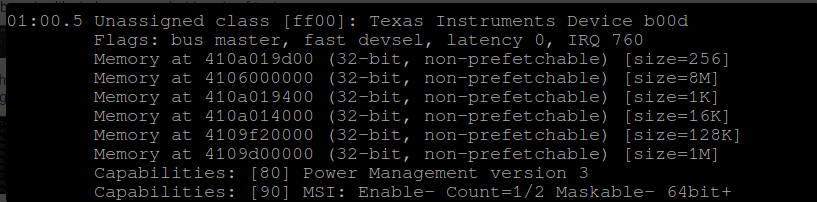 01:00.5 Unassigned class [ff00]: Texas Instruments Device b00d
Flags: bus master, fast devsel, latency 0, IRQ 760
Memory at 410a019d00 (32-bit, non-prefetchable) [size=256]
Memory at 4106000000 (32-bit, non-prefetchable) [size=8M]
Memory at 410a019400 (32-bit, non-prefetchable) [size=1K]
Memory at 410a014000 (32-bit, non-prefetchable) [size=16K]
Memory at 4109f20000 (32-bit, non-prefetchable) [size=128K]
Memory at 4109d00000 (32-bit, non-prefetchable) [size=1M]
Capabilities: [80] Power Management version 3
Capabilities: [90] MSI: Enable- Count=1/2 Maskable- 64bit+